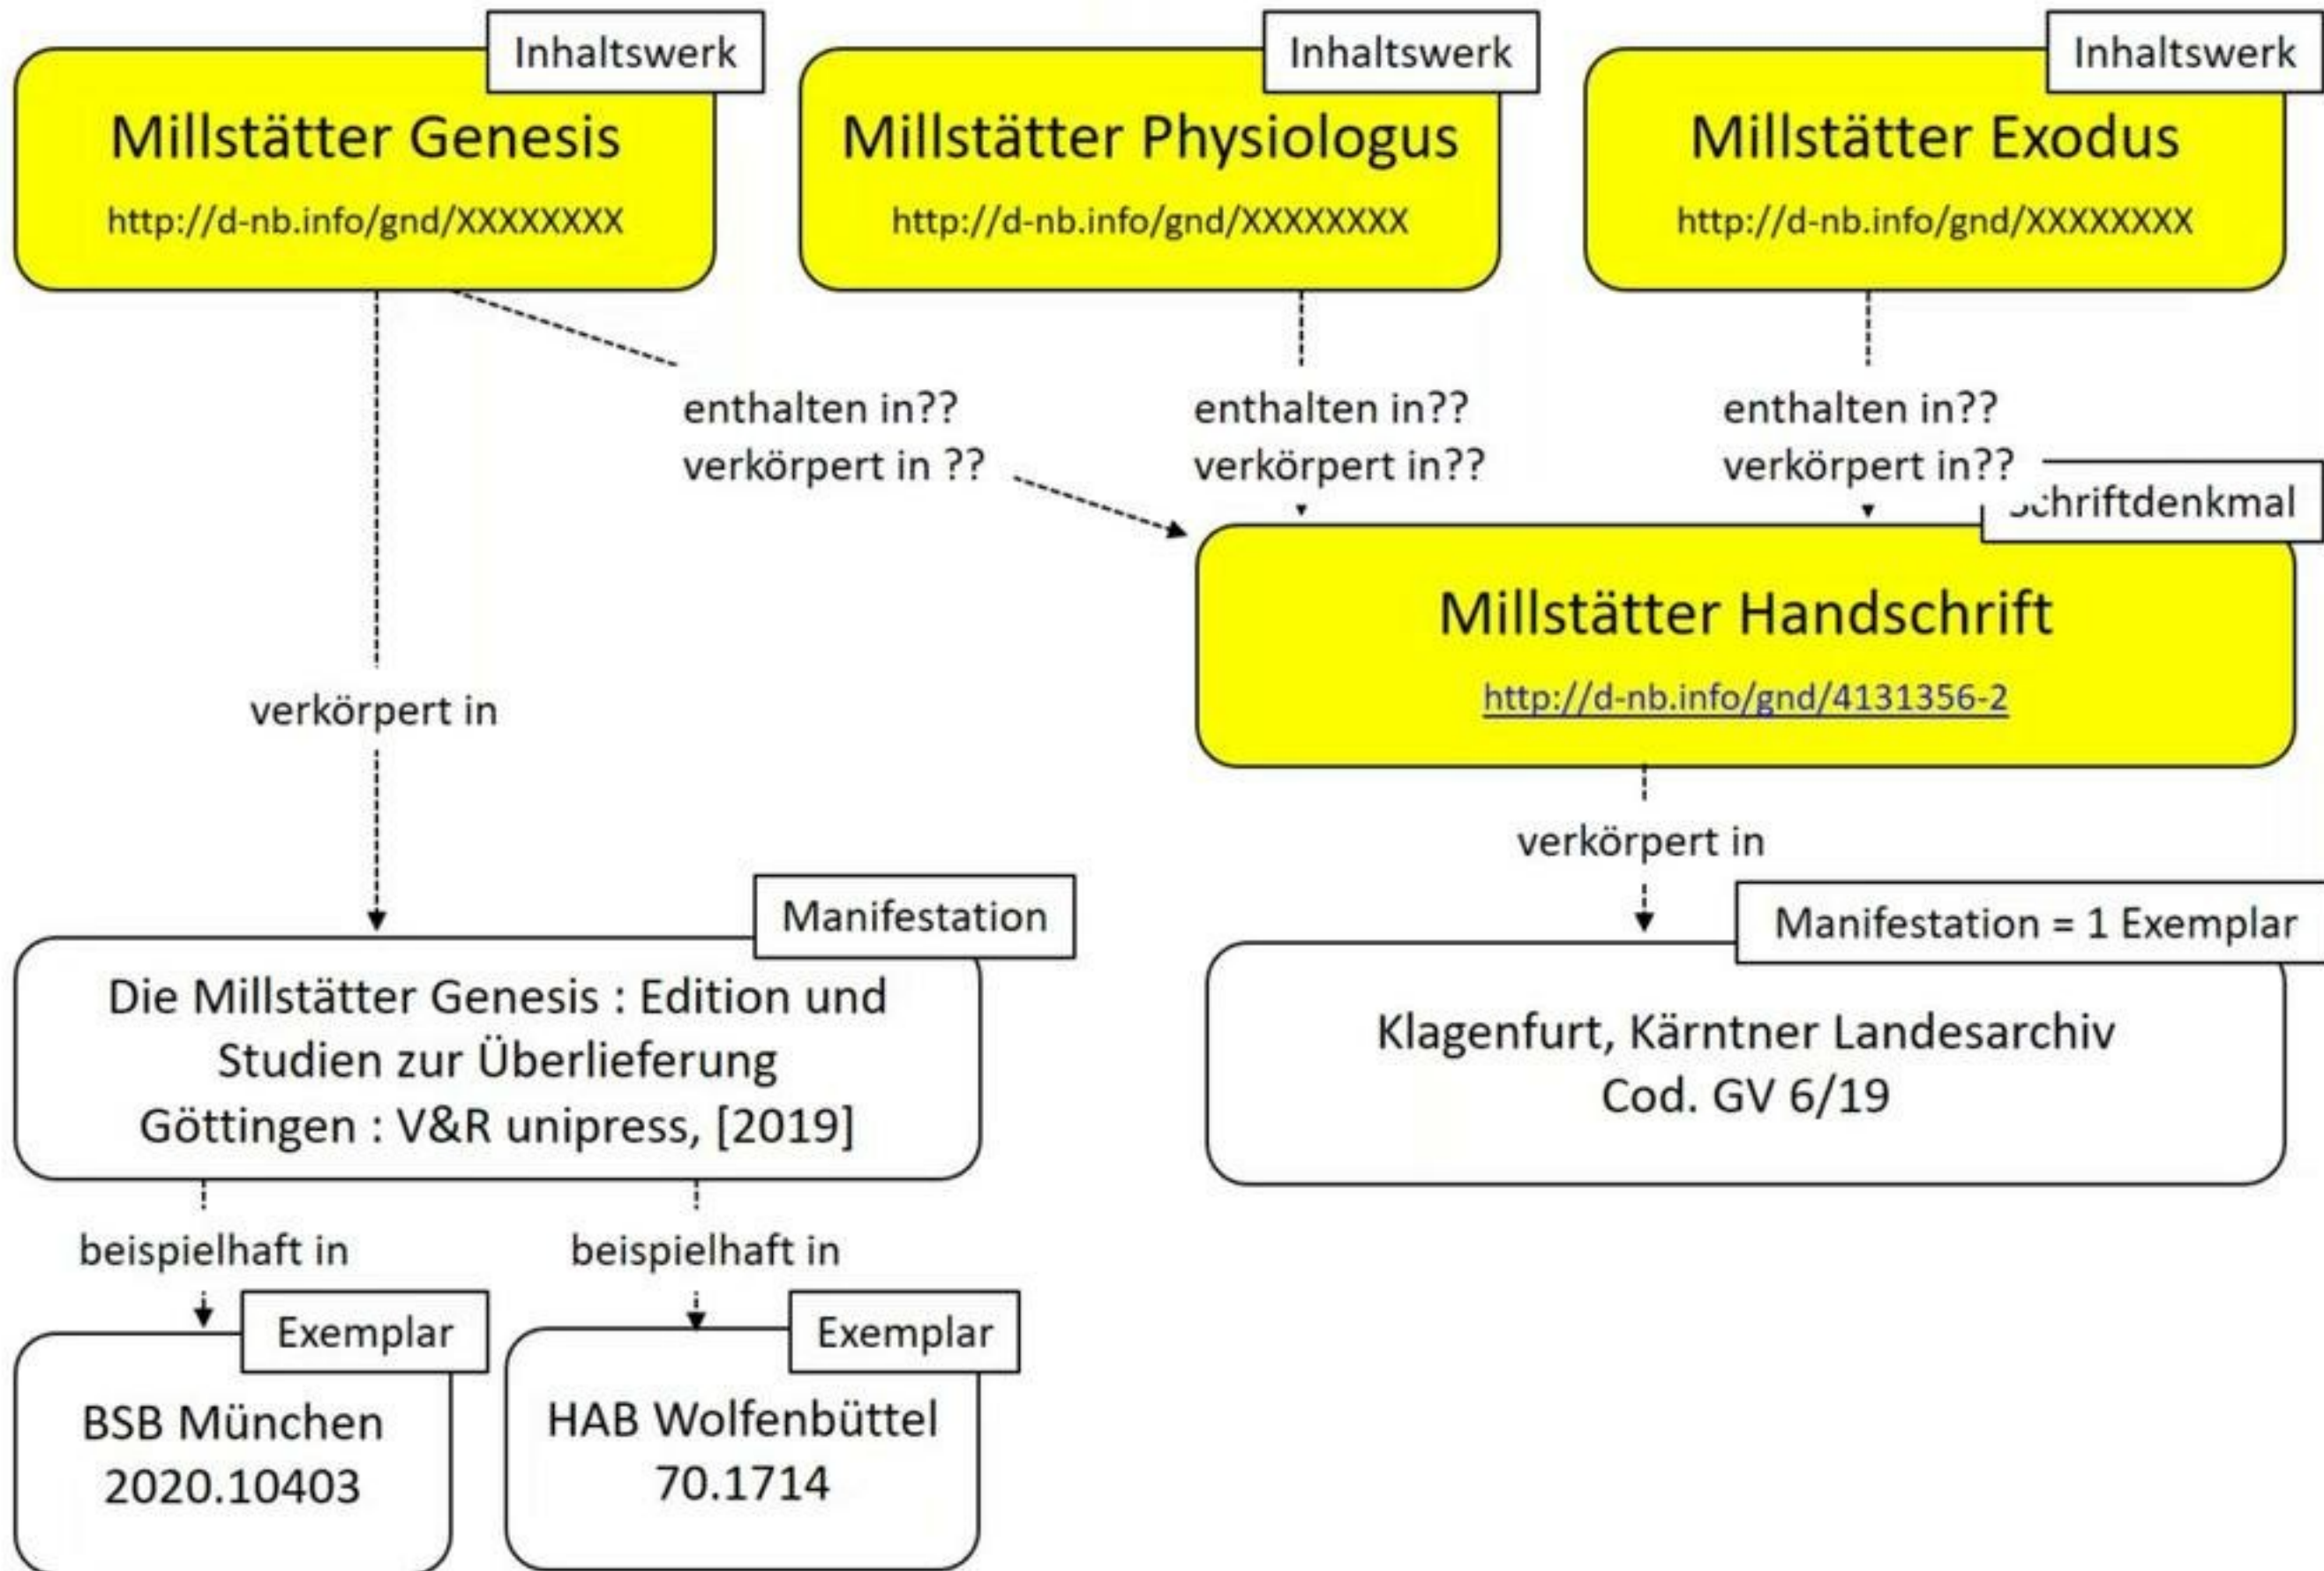 Inhaltswerk
Millstätter Genesis
http://d-nb.info/gnd/XXXXXXXX
Inhaltswerk
Millstätter Physiologus
http://d-nb.info/gnd/XXXXXXXX
Inhaltswerk
Millstätter Exodus
http://d-nb.info/gnd/XXXXXXXX
enthalten in??
verkörpert in ??
enthalten in??
verkörpert in??
enthalten in??
verkörpert in??
chriftdenkmal
Millstätter Handschrift
http://d-nb.info/gnd/4131356-2
verkörpert in
verkörpert in
Manifestation
Die Millstätter Genesis : Edition und
Studien zur Überlieferung
Göttingen : V&R unipress, [2019]
Manifestation = 1 Exemplar
Klagenfurt, Kärntner Landesarchiv
Cod. GV 6/19
beispielhaft in
beispielhaft in
Exemplar
BSB München
2020.10403
Exemplar
HAB Wolfenbüttel
70.1714